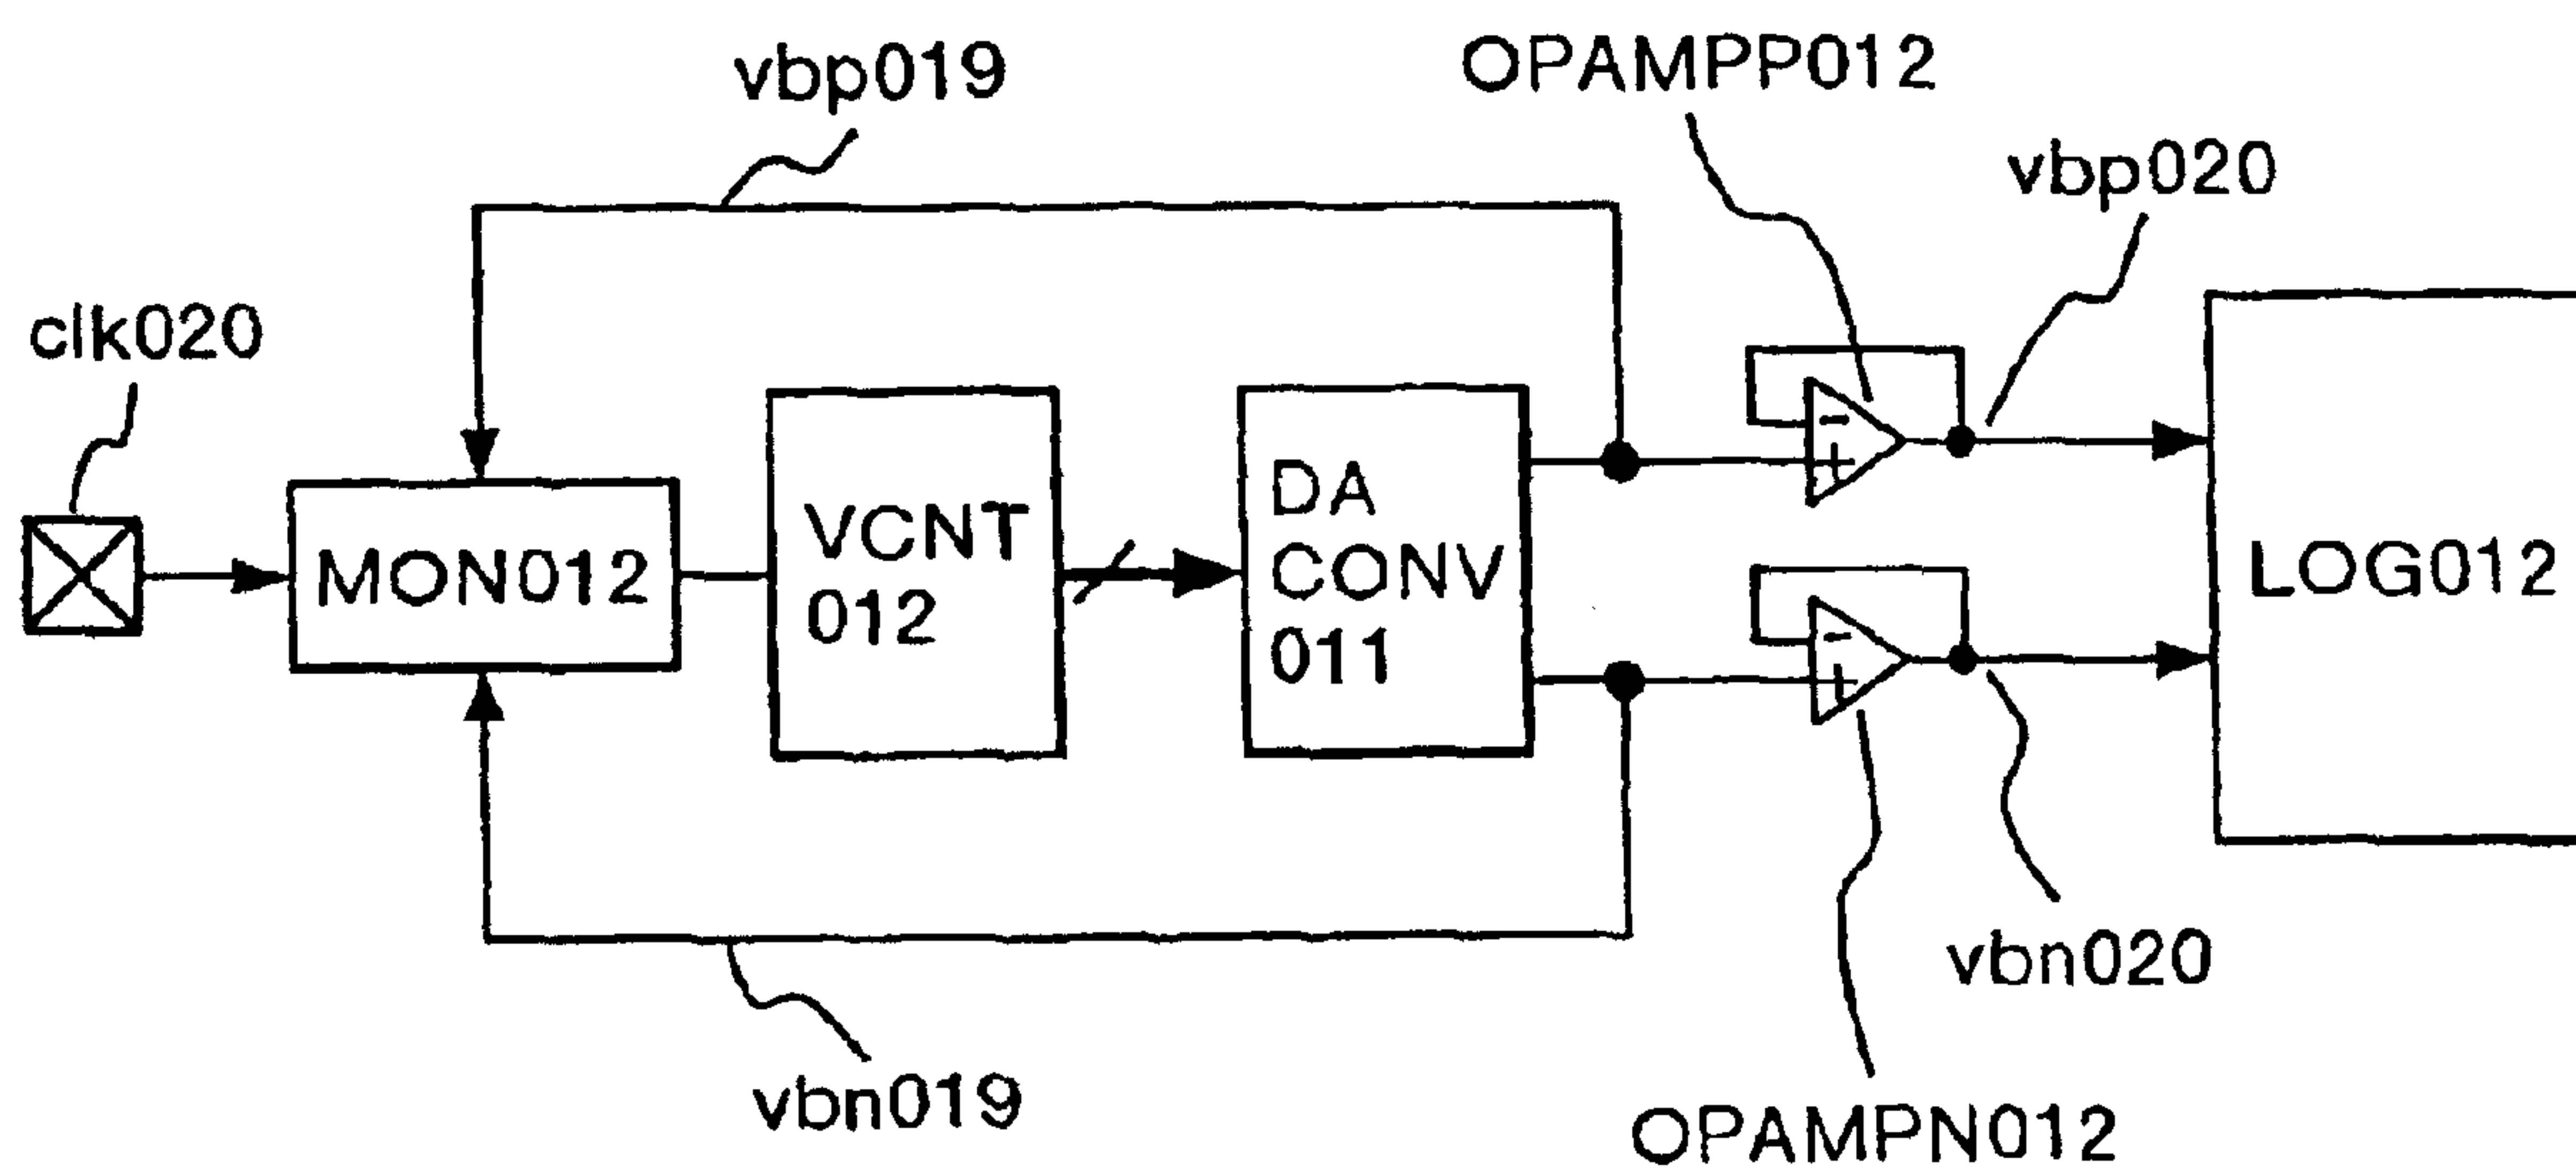 OPAMPP012
vbp019
vbp020
clk020
MON012
VCNT
012
DA
CONV
011
-
+
-
+
LOG012
vbn020
vbn019
OPAMPN012